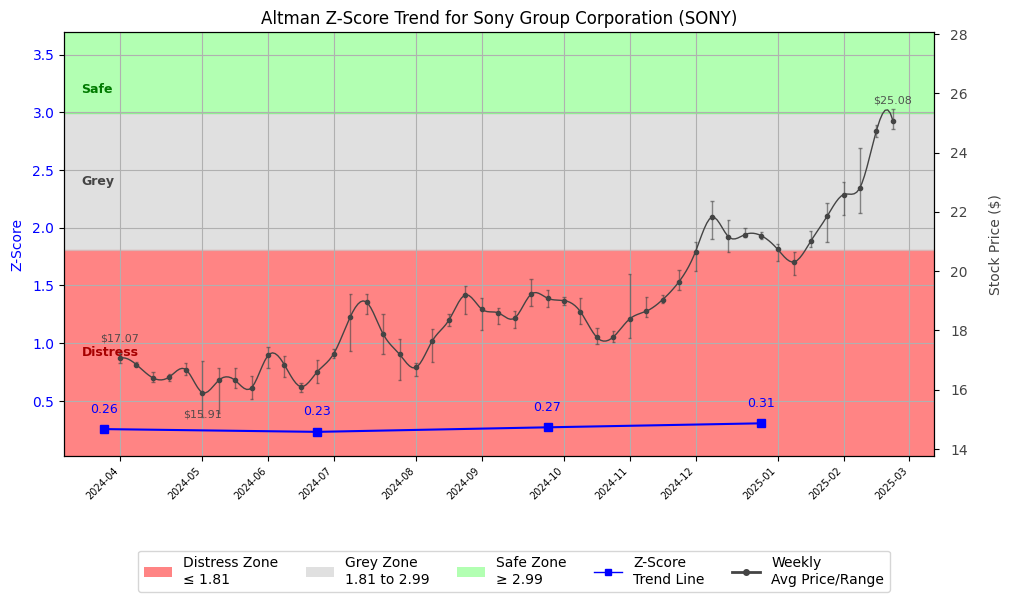 Altman Z-Score Trend for Sony Group Corporation (SONY)
Z-Score
3.5
3.0
2.5
2.0
1.5
1.0
0.5
Safe
Grey
Distress
$17.07
$15.91
$25.08
0.26
0.23
0.27
0.31
28
26
24
22
20
18
16
14
Stock Price ($)
2024-04
2024-05
2024-06
2024-07
2024-08
2024-09
2024-10
2024-11
2024-12
2025-01
2025-02
2025-03
Distress Zone
≤ 1.81
Grey Zone
1.81 to 2.99
Safe Zone
≥ 2.99
Z-Score
Trend Line
Weekly
Avg Price/Range